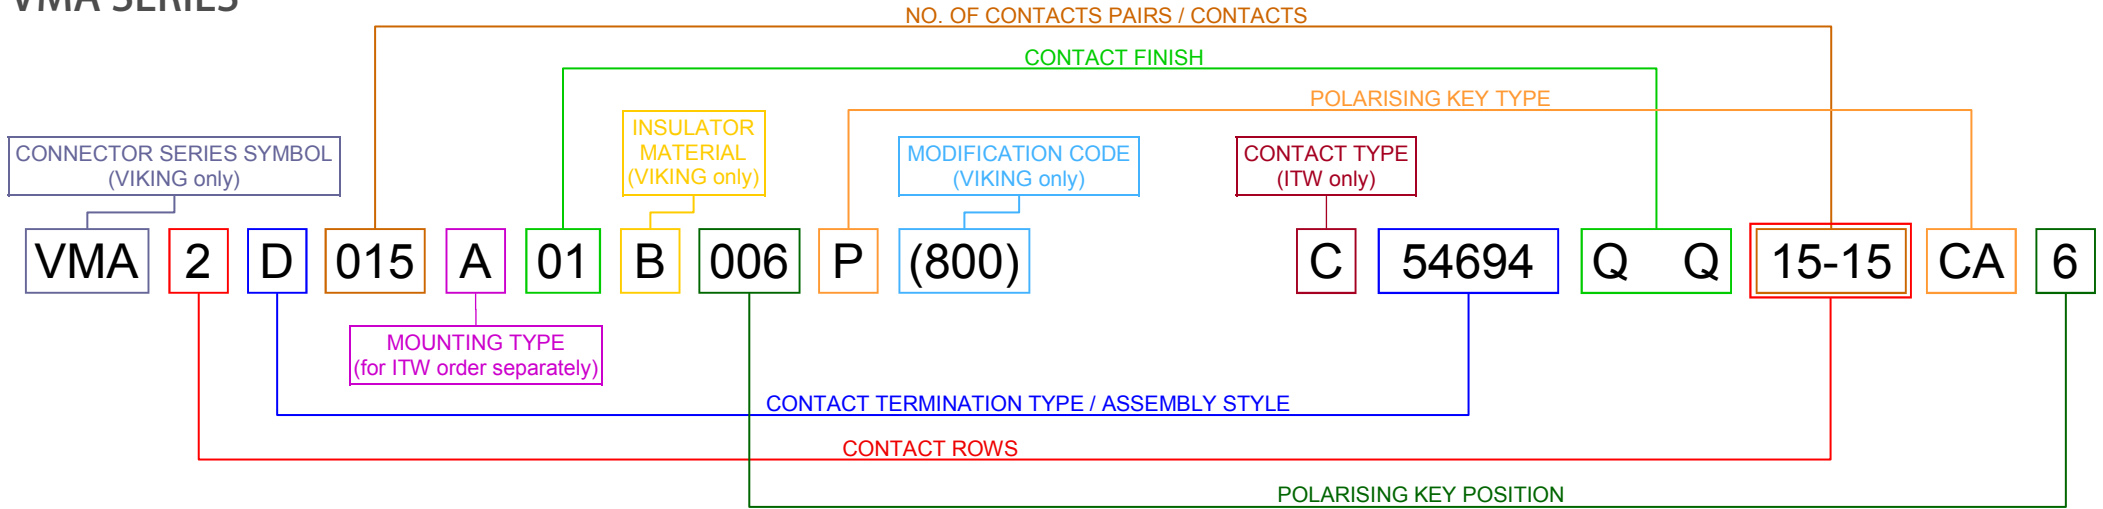 VMA SERIES
NO. OF CONTACTS PAIRS / CONTACTS
CONTACT FINISH
POLARISING KEY TYPE
CONNECTOR SERIES SYMBOL
(VIKING only)
INSULATOR
MATERIAL
(VIKING only)
MODIFICATION CODE
(VIKING only)
CONTACT TYPE
(ITW only)
VMA 2 D 015 A 01 B 006 P (800) C 54694 Q Q 15-15 CA 6
MOUNTING TYPE
(for ITW order separately)
CONTACT TERMINATION TYPE / ASSEMBLY STYLE
CONTACT ROWS
POLARISING KEY POSITION